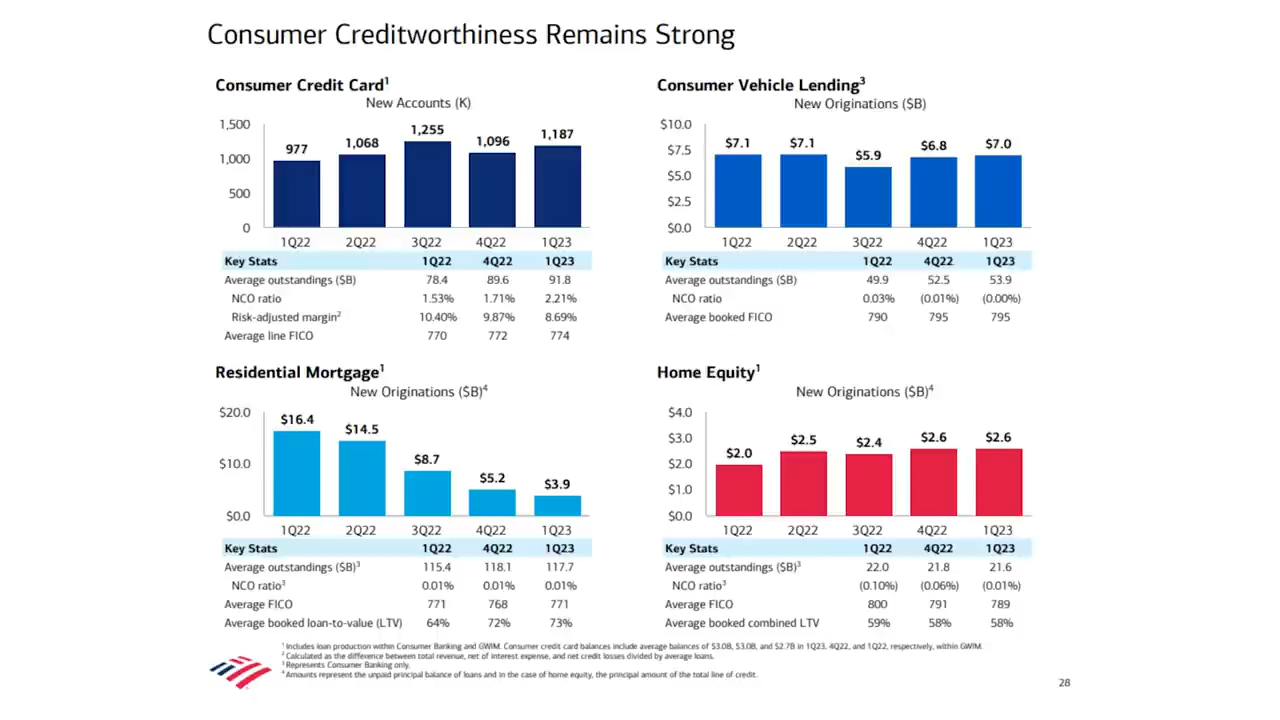 Consumer Creditworthiness Remains Strong
Consumer Credit Card1
New Accounts (K)
1,500
1,000
500
0
977
1,068
1,255
1,096
1,187
1Q22 2Q22 3Q22 4Q22 1Q23
Key Stats 1Q22 4Q22 1Q23
Average outstandings ($B) 78.4 89.6 91.8
NCO ratio 1.53% 1.71% 2.21%
Risk-adjusted margin2 10.40% 9.87% 8.69%
Average line FICO 770 772 774
Consumer Vehicle Lending3
New Originations ($B)
$10.0
$7.5
$5.0
$2.5
$0.0
$7.1
$7.1
$5.9
$6.8
$7.0
1Q22 2Q22 3Q22 4Q22 1Q23
Key Stats 1Q22 4Q22 1Q23
Average outstandings ($B) 49.9 52.5 53.9
NCO ratio 0.03% (0.01%) (0.00%)
Average booked FICO 790 795 795
Residential Mortgage1
New Originations ($B)4
$20.0
$10.0
$0.0
$16.4
$14.5
$8.7
$5.2
$3.9
1Q22 2Q22 3Q22 4Q22 1Q23
Key Stats 1Q22 4Q22 1Q23
Average outstandings ($B)3 115.4 118.1 117.7
NCO ratio3 0.01% 0.01% 0.01%
Average FICO 771 768 771
Average booked loan-to-value (LTV) 64% 72% 73%
Home Equity1
New Originations ($B)4
$4.0
$3.0
$2.0
$1.0
$0.0
$2.0
$2.5
$2.4
$2.6
$2.6
1Q22 2Q22 3Q22 4Q22 1Q23
Key Stats 1Q22 4Q22 1Q23
Average outstandings ($B)3 22.0 21.8 21.6
NCO ratio3 (0.10%) (0.06%) (0.01%)
Average FICO 800 791 789
Average booked combined LTV 59% 58% 58%
1 Includes loan production within Consumer Banking and GWIM. Consumer credit card balances include average balances of $3.0B, $3.0B, and $2.7B in 1Q23, 4Q22, and 1Q22, respectively, within GWIM.
2 Calculated as the difference between total revenue, net of interest expense, and net credit losses divided by average loans.
3 Represents Consumer Banking only.
4 Amounts represent the unpaid principal balance of loans and in the case of home equity, the principal amount of the total line of credit.
28